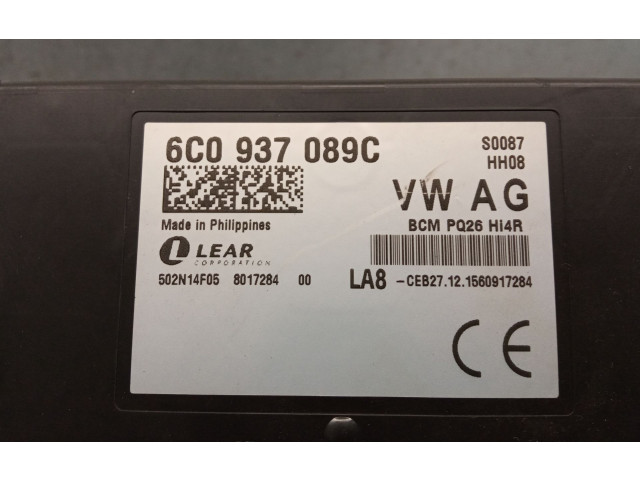 6C0 937 089C
S0087
HH08
VW AG
Made in Philippines
BCM PQ26 HI4R
LEAR
CORPORATION
502N14F05 8017284 00
LA8 -CEB27.12.1560917284
CE